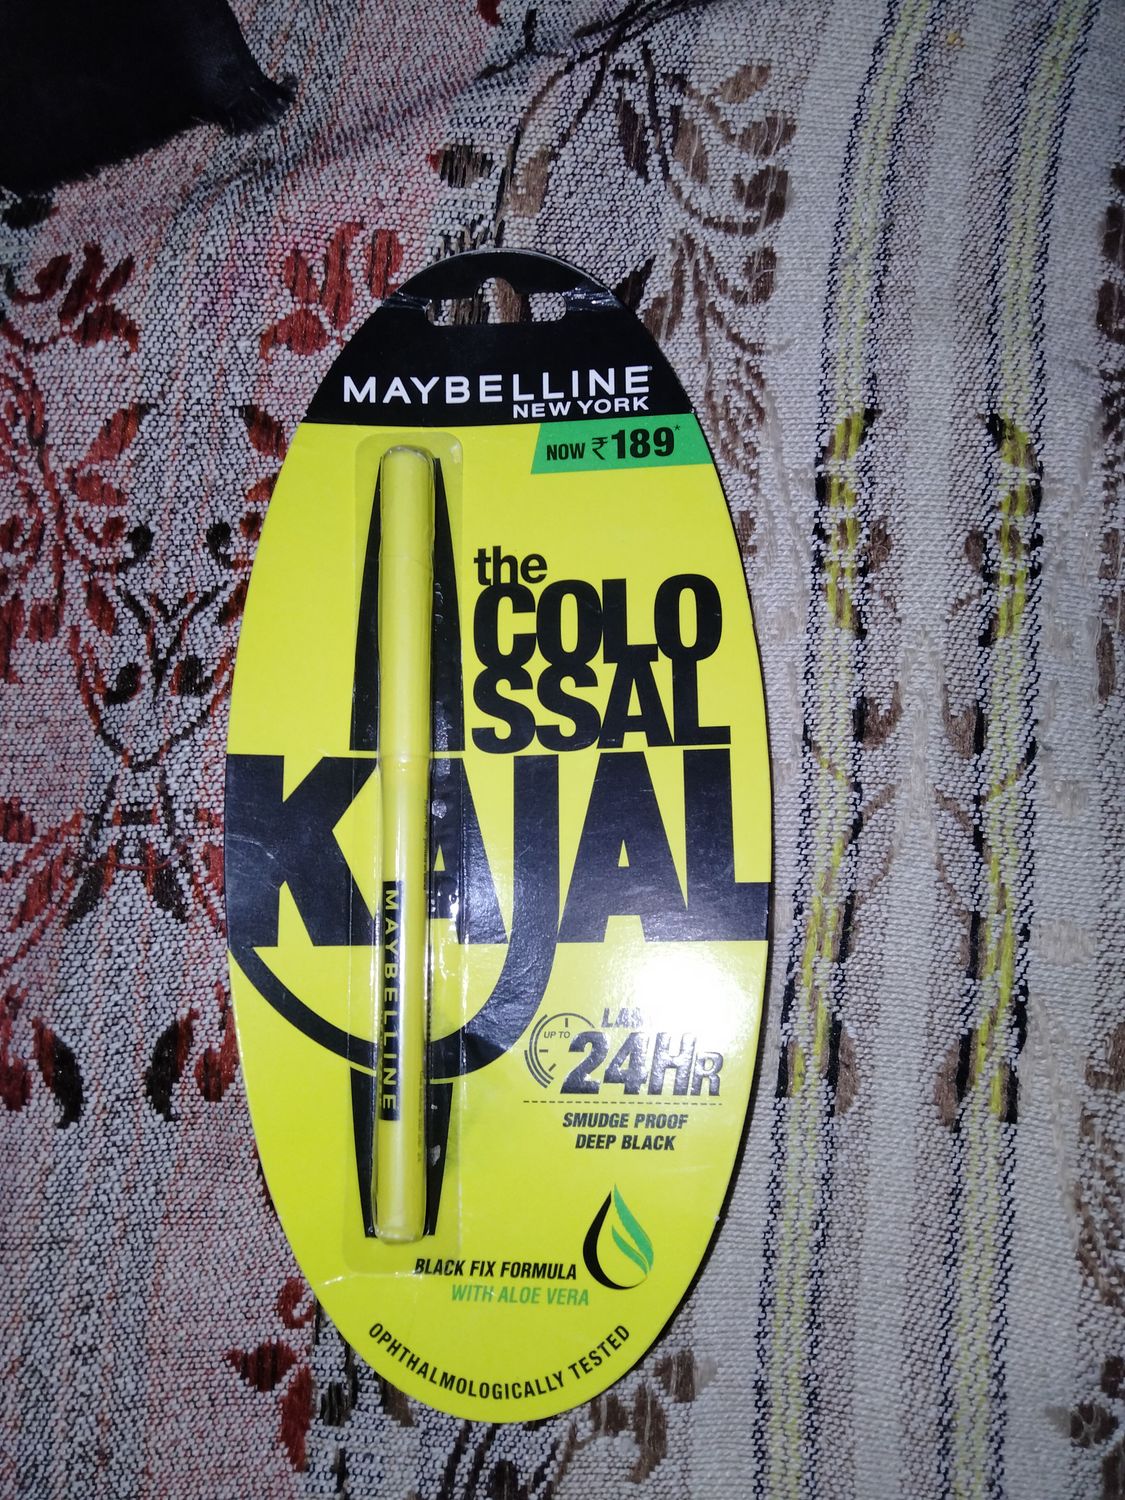 MAYBELLINE
NEW YORK
NOW ₹189*
the
COLO
SSAL
KAJAL
MAYBELLINE
UP TO
24HR
SMUDGE PROOF
DEEP BLACK
BLACK FIX FORMULA
WITH ALOE VERA
OPHTHALMOLOGICALLY TESTED